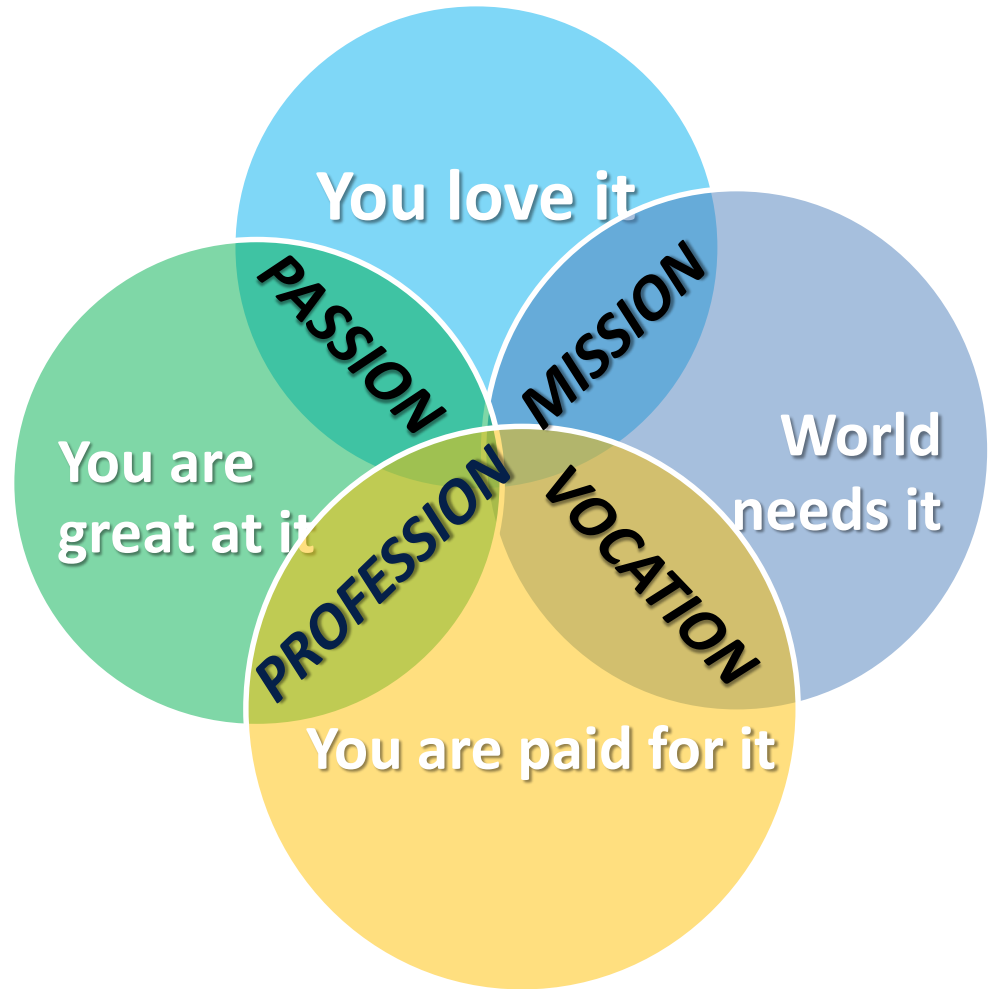 You love it
PASSION
MISSION
You are
great at it
World
needs it
PROFESSION
VOCATION
You are paid for it